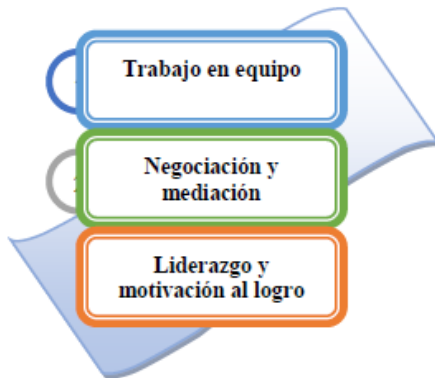 Trabajo en equipo
Negociación y
mediación
Liderazgo y
motivación al logro